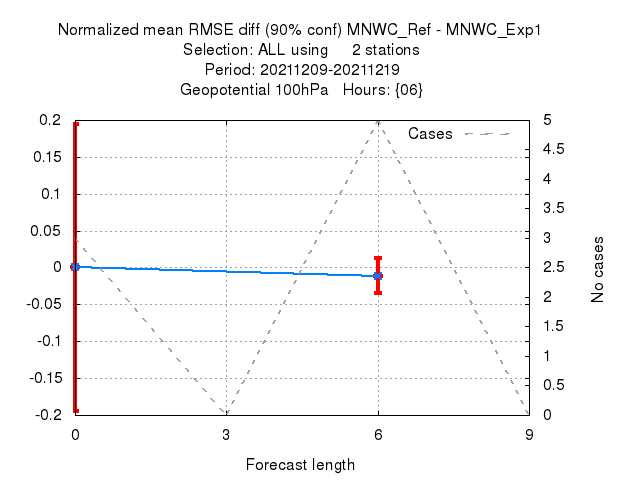 Normalized mean RMSE diff (90% conf) MNWC_Ref - MNWC_Exp1
Selection: ALL using 2 stations
Period: 20211209-20211219
Geopotential 100hPa Hours: {06}
Cases
0.2
0.15
0.1
0.05
0
-0.05
-0.1
-0.15
-0.2
5
4.5
4
3.5
3
2.5
2
1.5
1
0.5
0
No cases
0 3 6 9
Forecast length